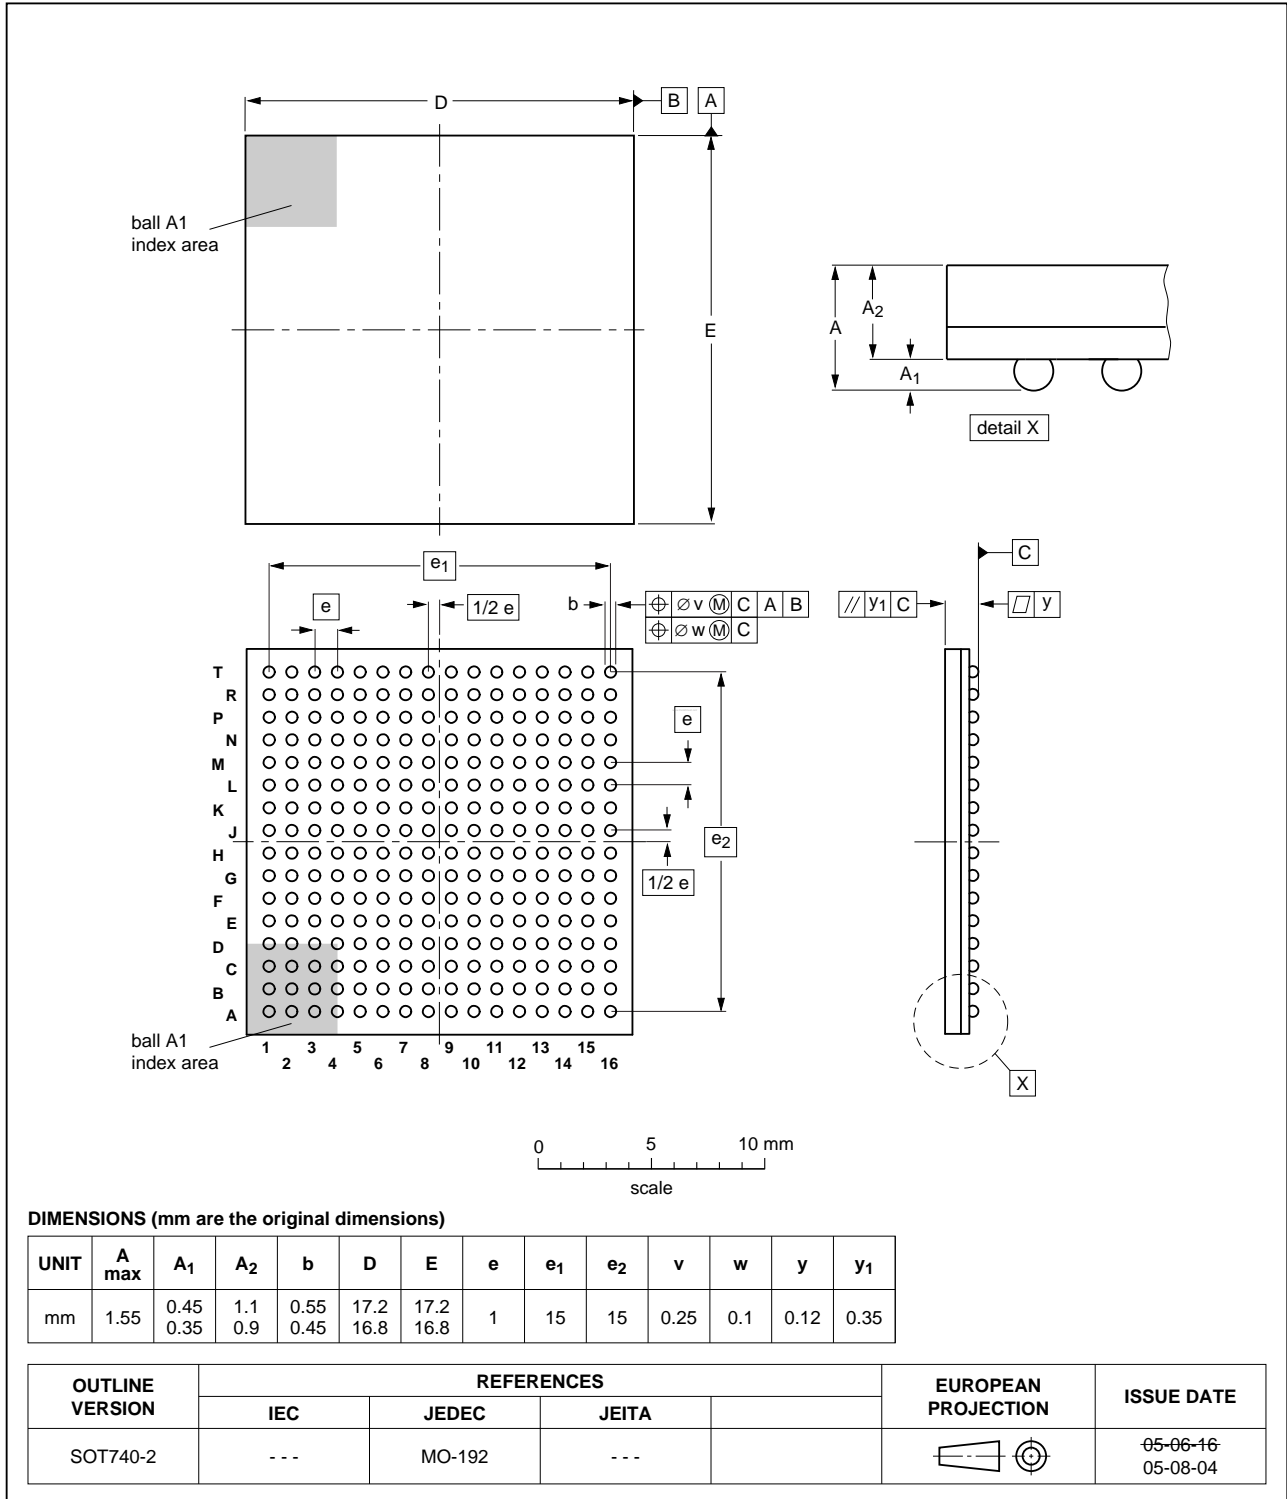 D
B A
ball A1
index area
E
A
A2
A1
detail X
e1
e
1/2 e
b
⌖ ∅ v Ⓜ C A B
⌖ ∅ w Ⓜ C
C
// y1 C
▱ y
T
R
P
N
M
L
K
J
H
G
F
E
D
C
B
A
e
e2
1/2 e
ball A1
index area
1 3 5 7 9 11 13 15
2 4 6 8 10 12 14 16
X
0 5 10 mm
scale
DIMENSIONS (mm are the original dimensions)
UNIT A max A1 A2 b D E e e1 e2 v w y y1
mm 1.55 0.45 0.35 1.1 0.9 0.55 0.45 17.2 16.8 17.2 16.8 1 15 15 0.25 0.1 0.12 0.35
OUTLINE VERSION REFERENCES EUROPEAN PROJECTION ISSUE DATE
IEC JEDEC JEITA
SOT740-2 - - - MO-192 - - - 05-06-16
05-08-04